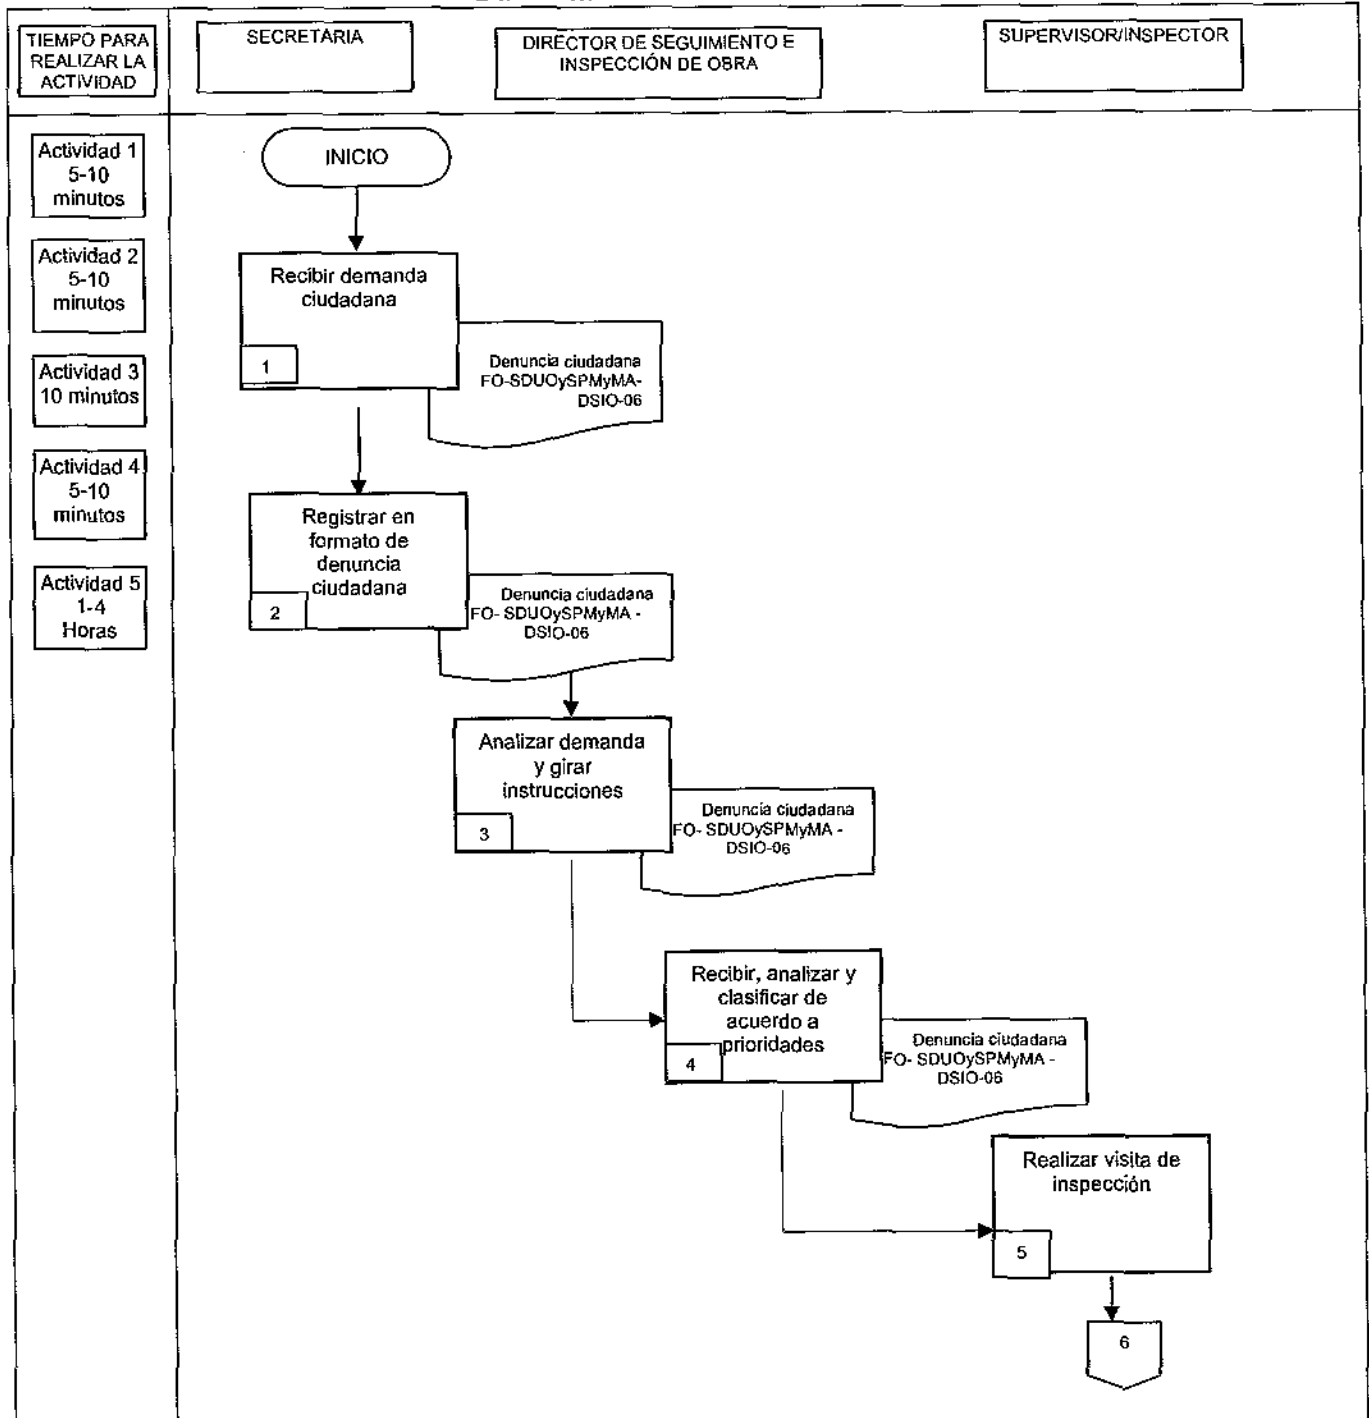 TIEMPO PARA
REALIZAR LA
ACTIVIDAD
SECRETARIA
DIRECTOR DE SEGUIMIENTO E
INSPECCIÓN DE OBRA
SUPERVISOR/INSPECTOR
Actividad 1
5-10
minutos
Actividad 2
5-10
minutos
Actividad 3
10 minutos
Actividad 4
5-10
minutos
Actividad 5
1-4
Horas
INICIO
Recibir demanda
ciudadana
1
Denuncia ciudadana
FO-SDUOySPMyMA-
DSIO-06
Registrar en
formato de
denuncia
ciudadana
2
Denuncia ciudadana
FO- SDUOySPMyMA -
DSIO-06
Analizar demanda
y girar
instrucciones
3
Denuncia ciudadana
FO- SDUOySPMyMA -
DSIO-06
Recibir, analizar y
clasificar de
acuerdo a
prioridades
4
Denuncia ciudadana
FO- SDUOySPMyMA -
DSIO-06
Realizar visita de
inspección
5
6